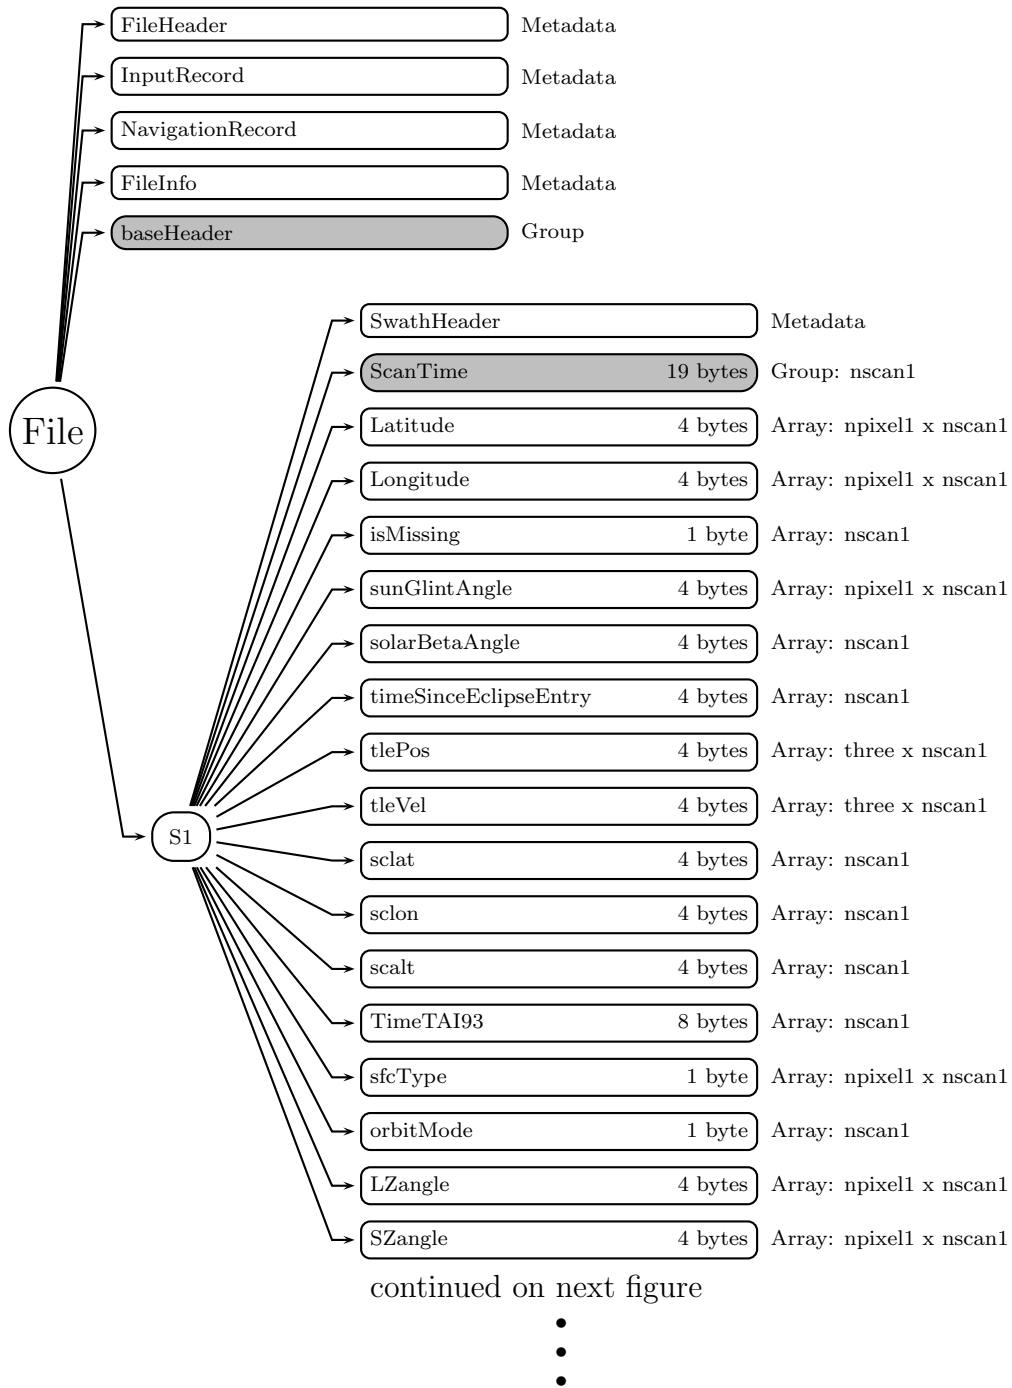 FileHeader Metadata
InputRecord Metadata
NavigationRecord Metadata
FileInfo Metadata
baseHeader Group
SwathHeader Metadata
ScanTime 19 bytes Group: nscan1
File
Latitude 4 bytes Array: npixel1 x nscan1
Longitude 4 bytes Array: npixel1 x nscan1
isMissing 1 byte Array: nscan1
sunGlintAngle 4 bytes Array: npixel1 x nscan1
solarBetaAngle 4 bytes Array: nscan1
timeSinceEclipseEntry 4 bytes Array: nscan1
tlePos 4 bytes Array: three x nscan1
tleVel 4 bytes Array: three x nscan1
S1
sclat 4 bytes Array: nscan1
sclon 4 bytes Array: nscan1
scalt 4 bytes Array: nscan1
TimeTAI93 8 bytes Array: nscan1
sfcType 1 byte Array: npixel1 x nscan1
orbitMode 1 byte Array: nscan1
LZangle 4 bytes Array: npixel1 x nscan1
SZangle 4 bytes Array: npixel1 x nscan1
continued on next figure